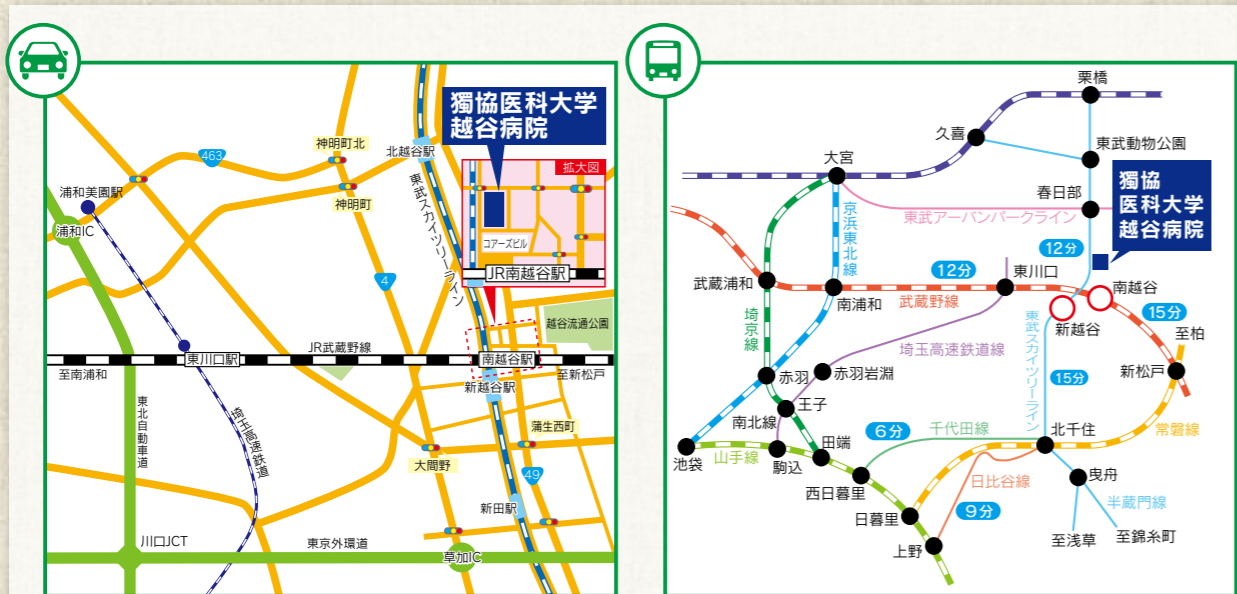 獨協医科大学
越谷病院
神明町北
北越谷駅
463
拡大図
浦和美園駅
神明町
東武スカイツリーライン
浦和IC
コアーズビル
JR南越谷駅
4
越谷流通公園
JR武蔵野線
東川口駅
南越谷駅
至南浦和
至新松戸
新越谷駅
東北自動車道
埼玉高速鉄道
蒲生西町
大間野
49
新田駅
川口JCT
東京外環道
草加IC
栗橋
久喜
東武動物公園
大宮
獨協
医科大学
越谷病院
春日部
東武アーバンパークライン
京浜東北線
12分
12分
東川口
武蔵浦和
南浦和
武蔵野線
南越谷
新越谷
15分
至柏
埼京線
埼玉高速鉄道線
東武スカイツリーライン
15分
新松戸
赤羽
赤羽岩淵
王子
南北線
田端
6分
千代田線
北千住
常磐線
池袋
山手線
駒込
西日暮里
日比谷線
曳舟
半蔵門線
日暮里
9分
上野
至浅草
至錦糸町